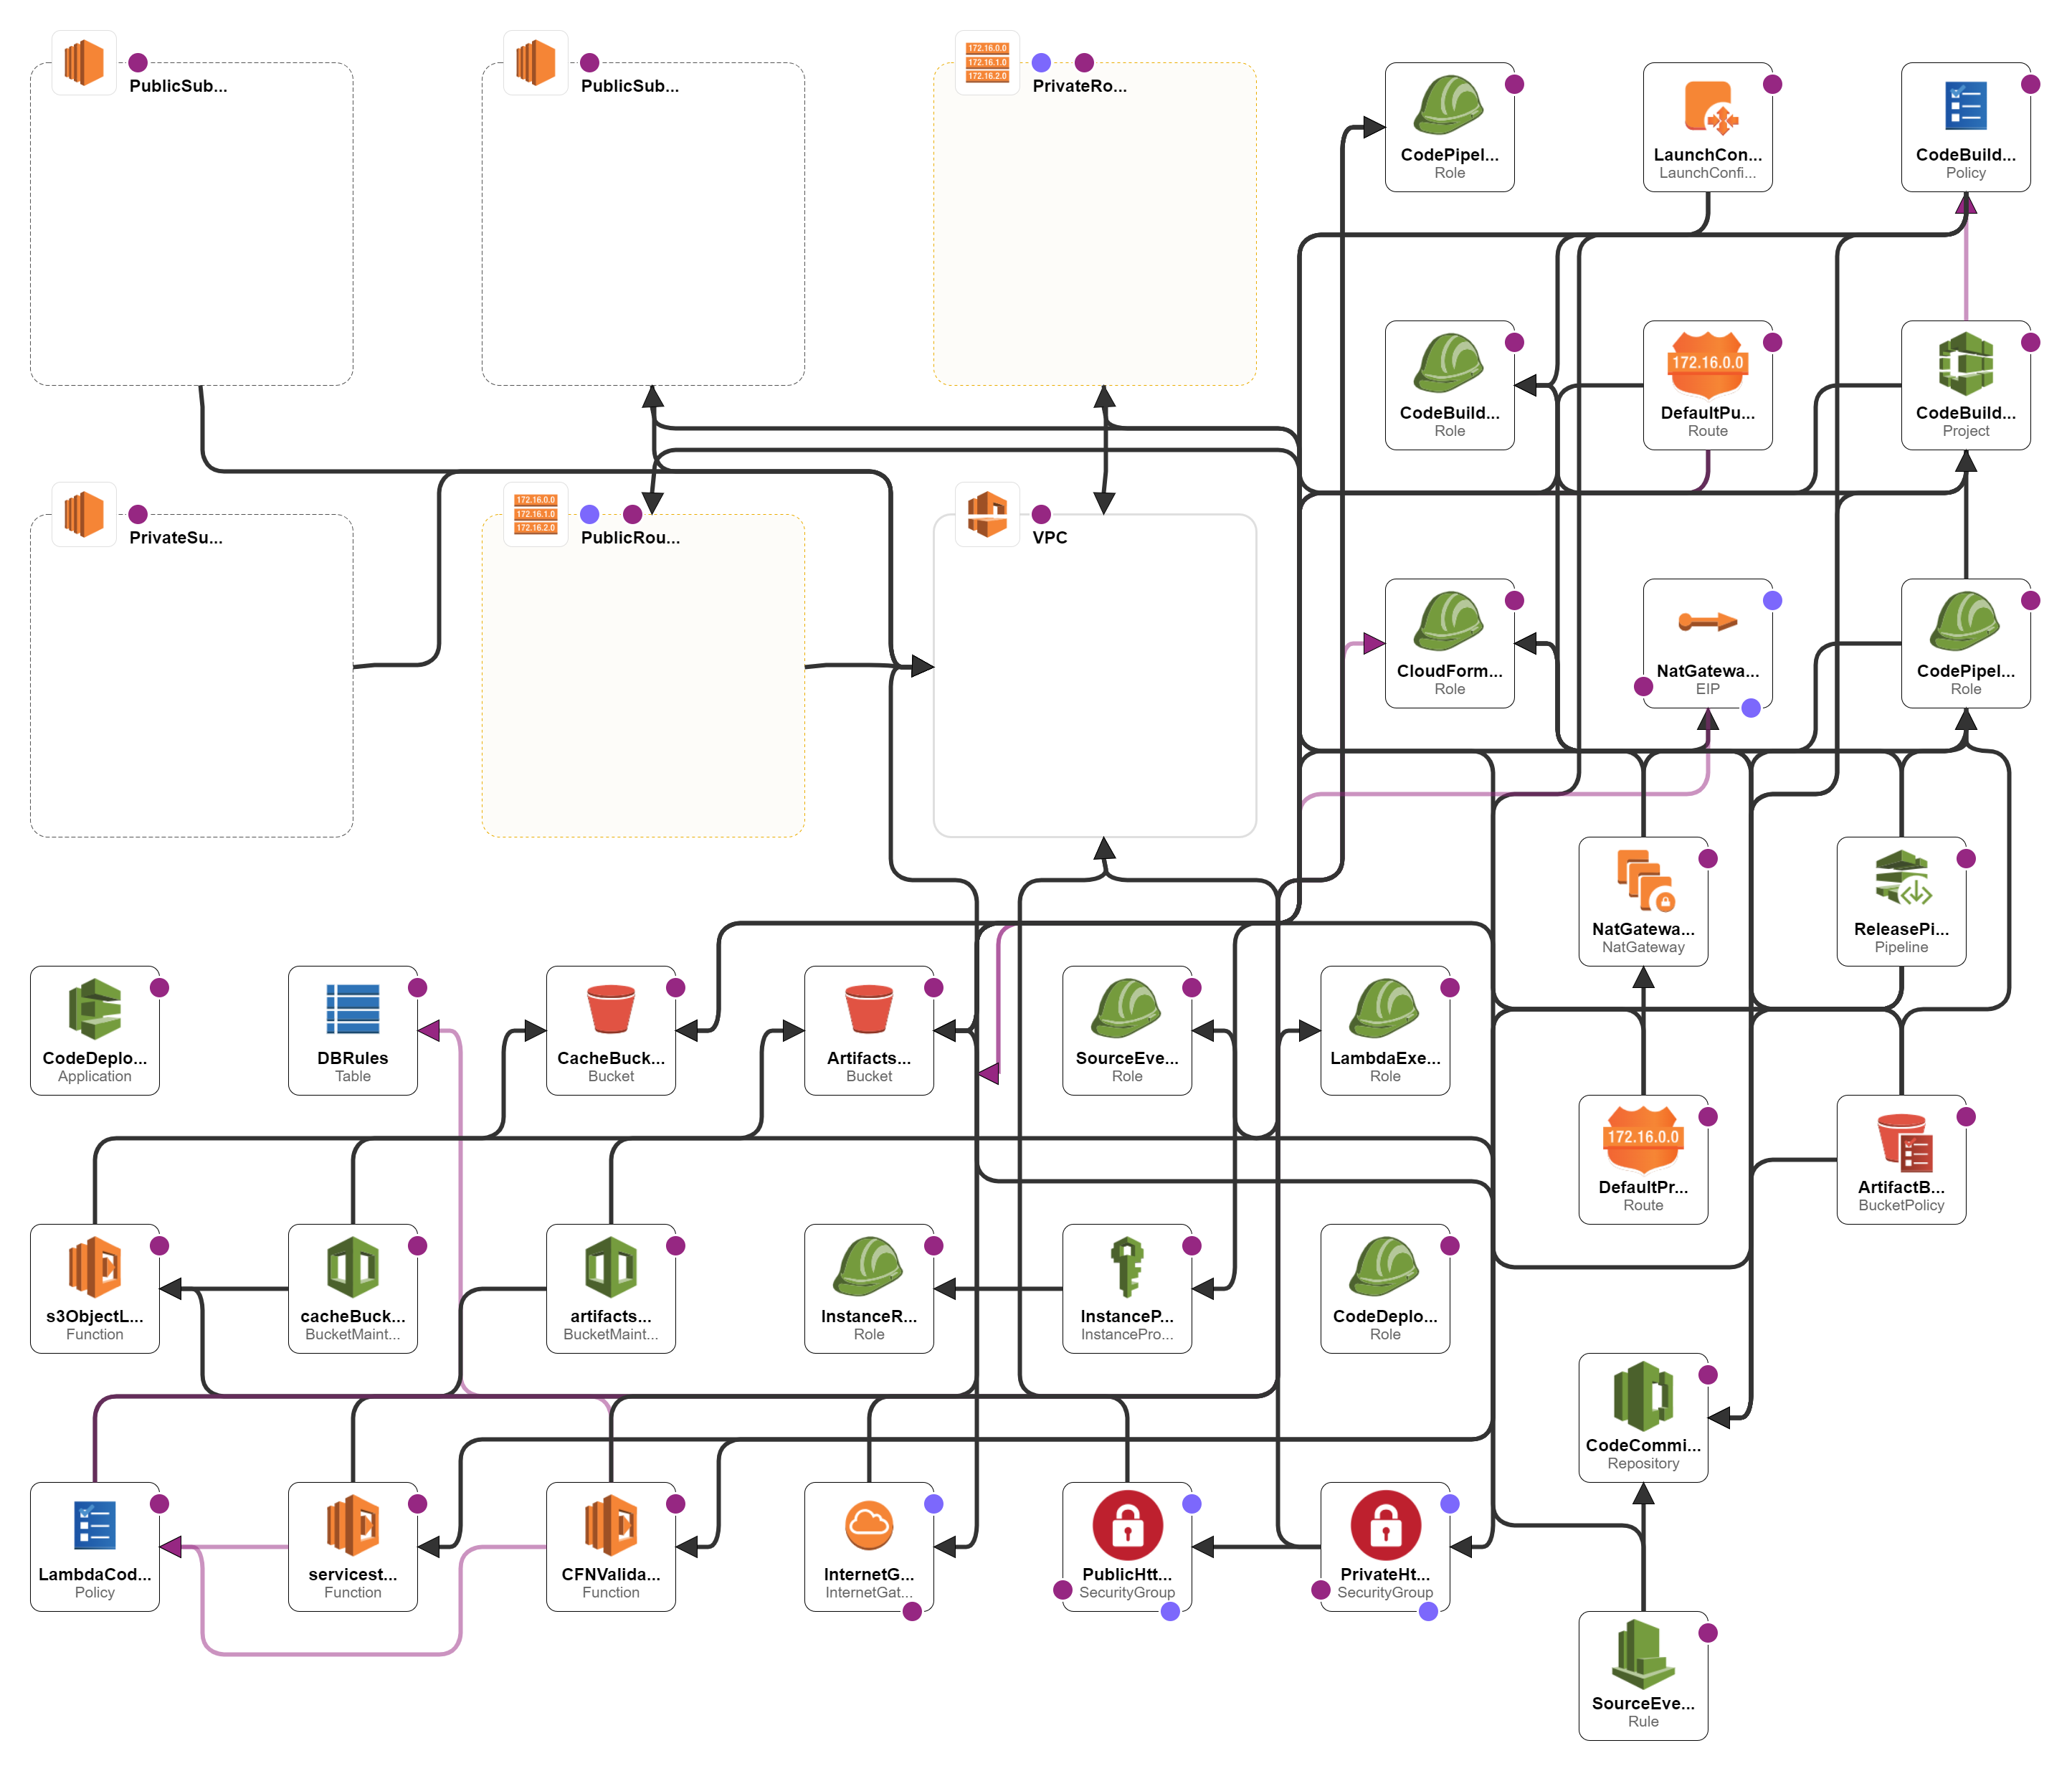 PublicSub...
PublicSub...
172.16.0.0
172.16.1.0
172.16.2.0
PrivateRo...
CodePipel...
Role
LaunchCon...
LaunchConfi...
CodeBuild...
Policy
CodeBuild...
Role
172.16.0.0
DefaultPu...
Route
CodeBuild...
Project
PrivateSu...
172.16.0.0
172.16.1.0
172.16.2.0
PublicRou...
VPC
CloudForm...
Role
NatGatewa...
EIP
CodePipel...
Role
NatGatewa...
NatGateway
ReleasePi...
Pipeline
CodeDeplo...
Application
DBRules
Table
CacheBuck...
Bucket
Artifacts...
Bucket
SourceEve...
Role
LambdaExe...
Role
172.16.0.0
DefaultPr...
Route
ArtifactB...
BucketPolicy
s3ObjectL...
Function
cacheBuck...
BucketMaint...
artifacts...
BucketMaint...
InstanceR...
Role
InstanceP...
InstancePro...
CodeDeplo...
Role
CodeCommi...
Repository
LambdaCod...
Policy
servicest...
Function
CFNValida...
Function
InternetG...
InternetGat...
PublicHtt...
SecurityGroup
PrivateHt...
SecurityGroup
SourceEve...
Rule